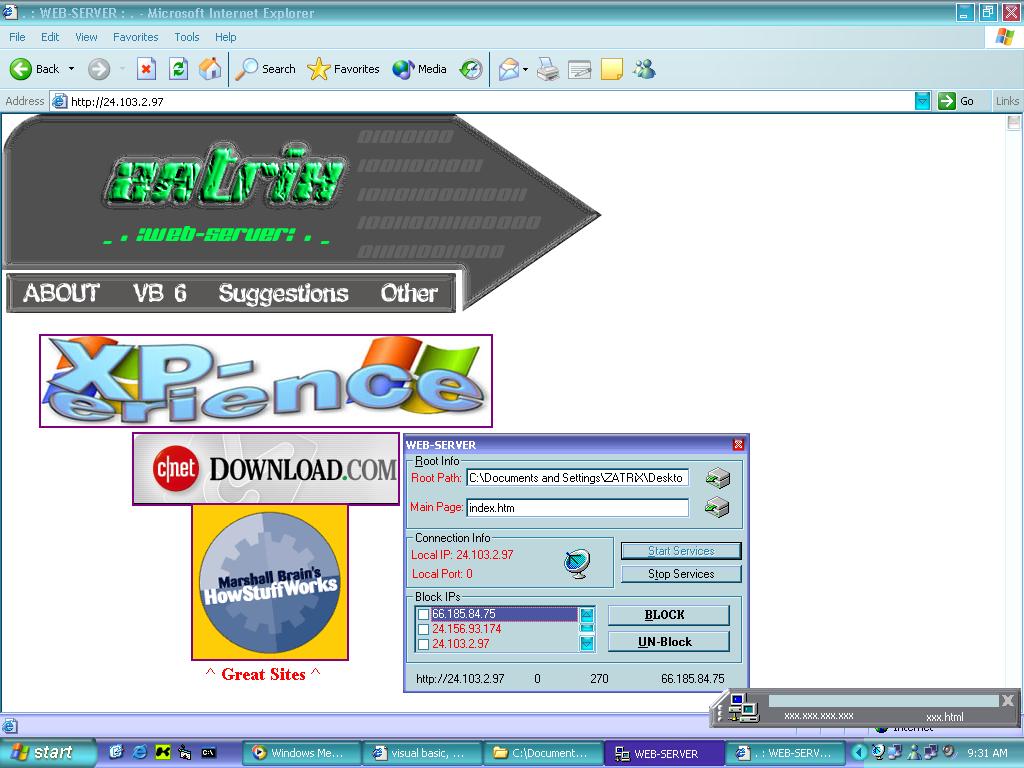 . : WEB-SERVER : . - Microsoft Internet Explorer
File Edit View Favorites Tools Help
Back Search Favorites Media
Address http://24.103.2.97 Go Links
01010100
1001001001
zatrix
101011001100011
_ . :web-server: . _
ABOUT VB 6 Suggestions Other
XP-erience
c|net DOWNLOAD.COM
Marshall Brain's
HowStuffWorks
^ Great Sites ^
WEB-SERVER
Root Info
Root Path: C:\Documents and Settings\ZATRiX\Deskto
Main Page: index.htm
Connection Info
Local IP: 24.103.2.97
Local Port: 0
Start Services
Stop Services
Block IPs
66.185.84.75
24.156.93.174
24.103.2.97
BLOCK
UN-Block
http://24.103.2.97 0 270 66.185.84.75
xxx.xxx.xxx.xxx xxx.html
Internet
start Windows Me... visual basic, ... C:\Document... WEB-SERVER . : WEB-SERV... 9:31 AM